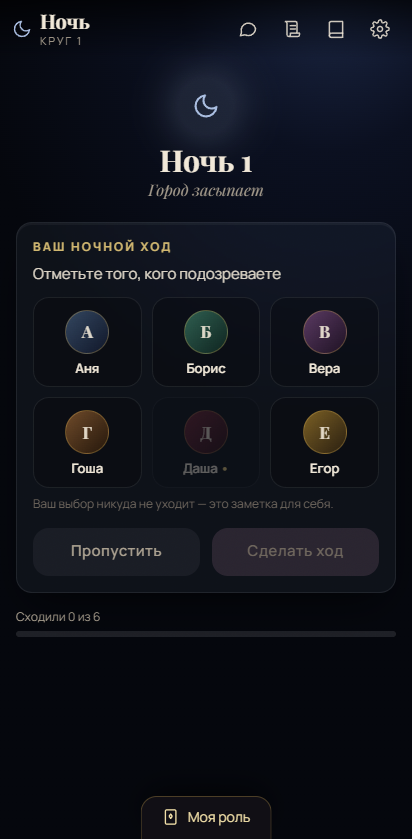 Ночь
КРУГ 1
Ночь 1
Город засыпает
ВАШ НОЧНОЙ ХОД
Отметьте того, кого подозреваете
А Б В
Аня Борис Вера
Г Д Е
Гоша Даша • Егор
Ваш выбор никуда не уходит — это заметка для себя.
Пропустить Сделать ход
Сходили 0 из 6
Моя роль